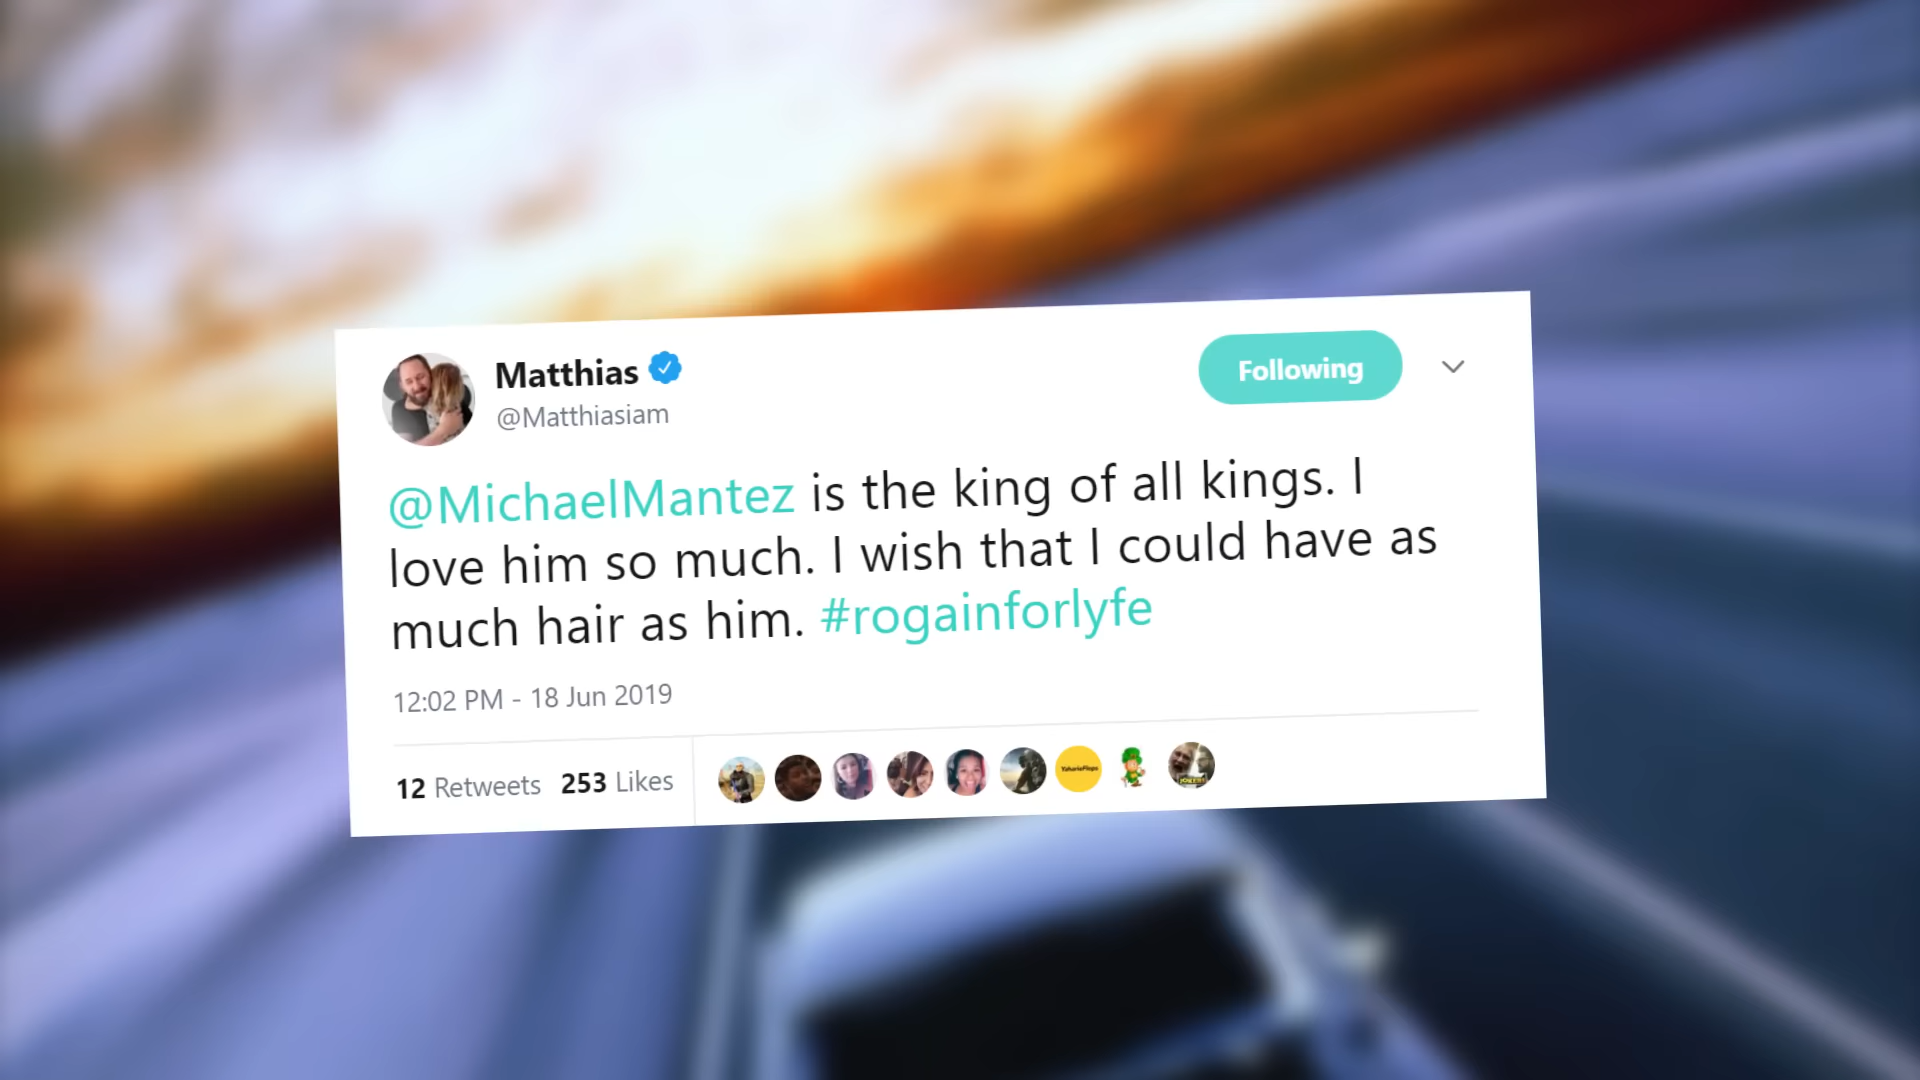 Matthias
@Matthiasiam
Following
@MichaelMantez is the king of all kings. I
love him so much. I wish that I could have as
much hair as him. #rogainforlyfe
12:02 PM - 18 Jun 2019
12 Retweets 253 Likes